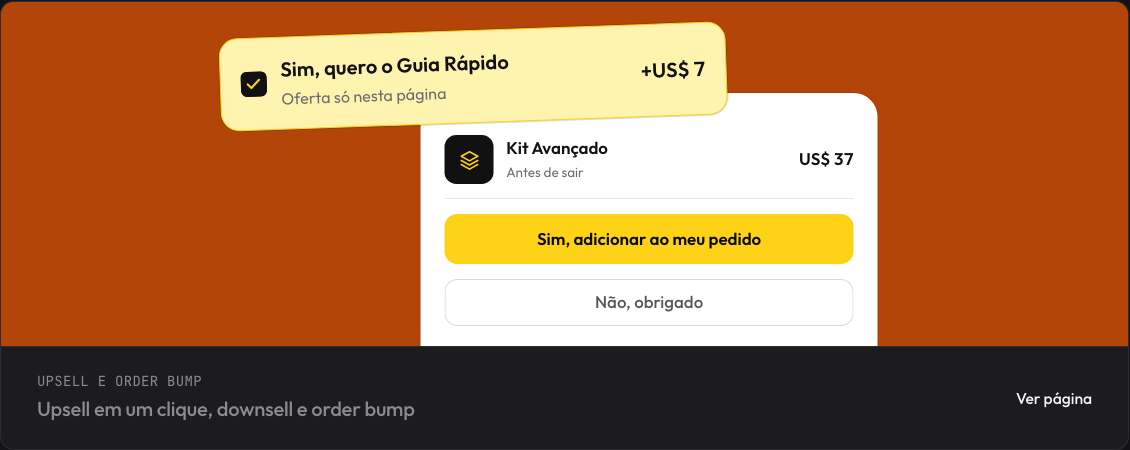 Sim, quero o Guia Rápido
+US$ 7
Oferta só nesta página
Kit Avançado
US$ 37
Antes de sair
Sim, adicionar ao meu pedido
Não, obrigado
UPSELL E ORDER BUMP
Upsell em um clique, downsell e order bump
Ver página